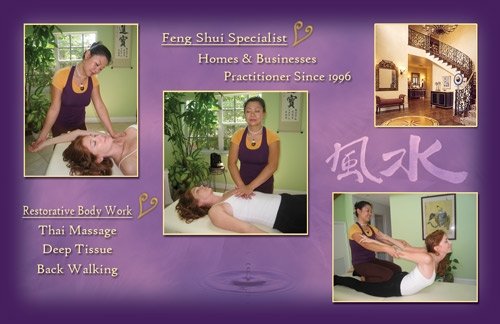 Feng Shui Specialist
Homes & Businesses
Practitioner Since 1996
風水
Restorative Body Work
Thai Massage
Deep Tissue
Back Walking